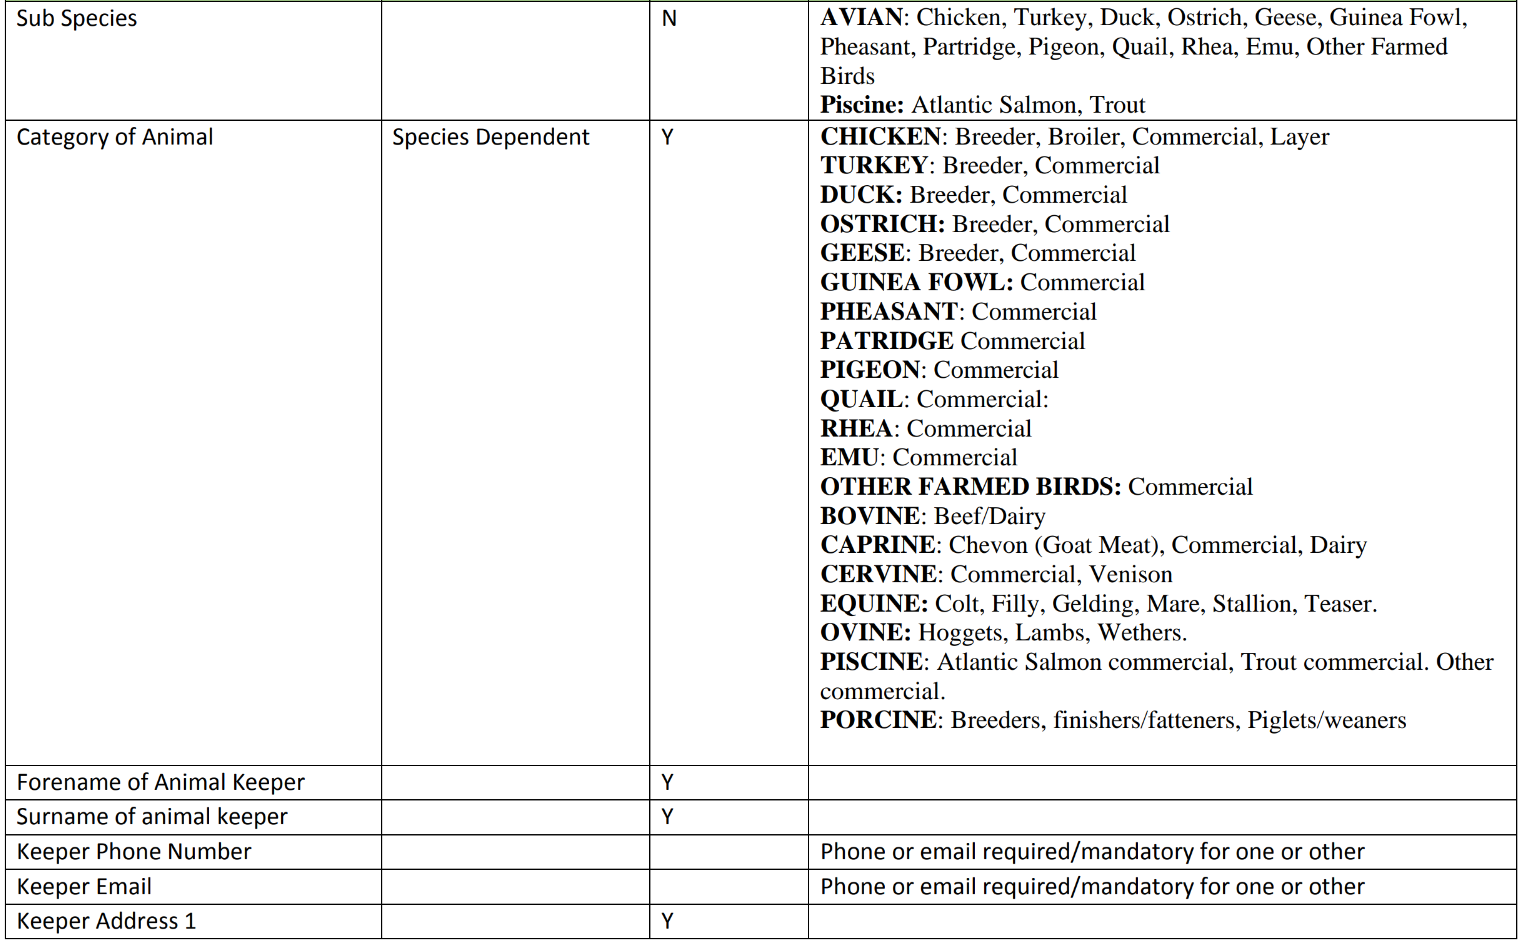 Sub Species
N
AVIAN: Chicken, Turkey, Duck, Ostrich, Geese, Guinea Fowl,
Pheasant, Partridge, Pigeon, Quail, Rhea, Emu, Other Farmed
Birds
Piscine: Atlantic Salmon, Trout
Category of Animal
Species Dependent
Y
CHICKEN: Breeder, Broiler, Commercial, Layer
TURKEY: Breeder, Commercial
DUCK: Breeder, Commercial
OSTRICH: Breeder, Commercial
GEESE: Breeder, Commercial
GUINEA FOWL: Commercial
PHEASANT: Commercial
PATRIDGE Commercial
PIGEON: Commercial
QUAIL: Commercial:
RHEA: Commercial
EMU: Commercial
OTHER FARMED BIRDS: Commercial
BOVINE: Beef/Dairy
CAPRINE: Chevon (Goat Meat), Commercial, Dairy
CERVINE: Commercial, Venison
EQUINE: Colt, Filly, Gelding, Mare, Stallion, Teaser.
OVINE: Hoggets, Lambs, Wethers.
PISCINE: Atlantic Salmon commercial, Trout commercial. Other
commercial.
PORCINE: Breeders, finishers/fatteners, Piglets/weaners
Forename of Animal Keeper
Y
Surname of animal keeper
Y
Keeper Phone Number
Phone or email required/mandatory for one or other
Keeper Email
Phone or email required/mandatory for one or other
Keeper Address 1
Y